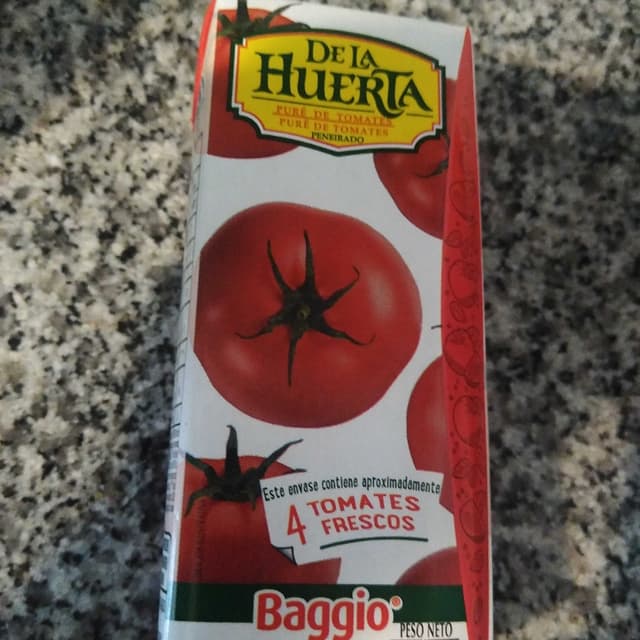 DE LA
HUERTA
PURÉ DE TOMATES
PURÊ DE TOMATES
PENEIRADO
Este envase contiene aproximadamente
4 TOMATES
FRESCOS
Baggio
PESO NETO